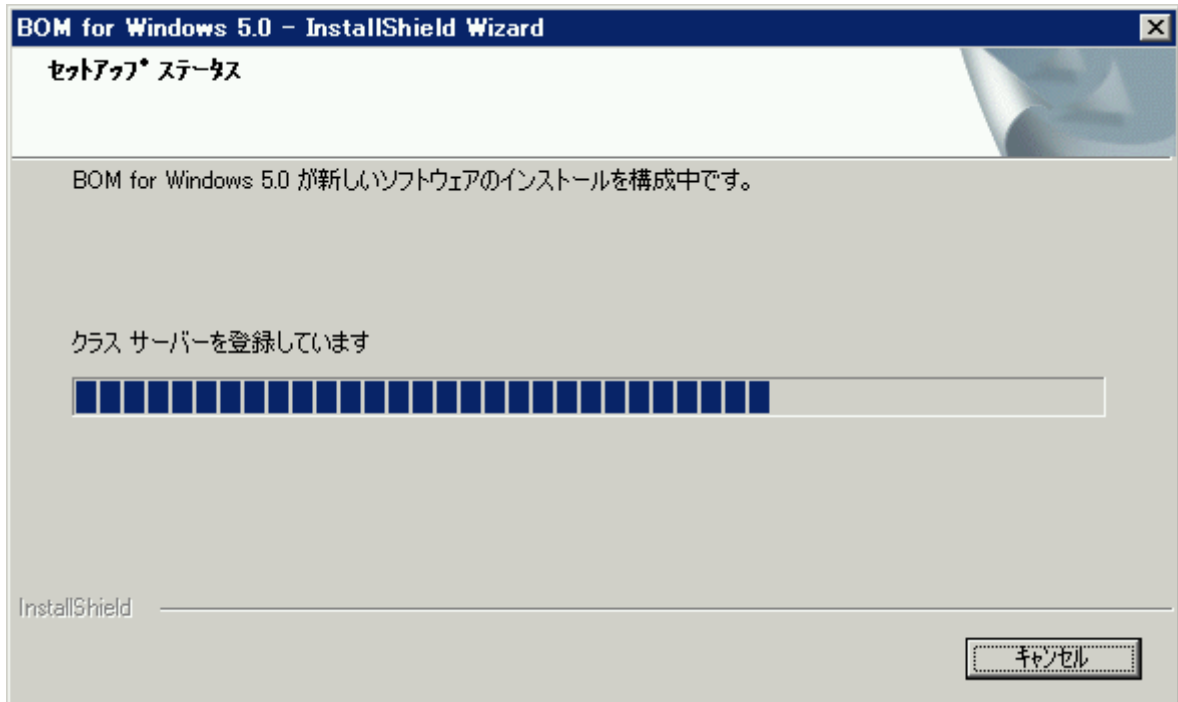 BOM for Windows 5.0 - InstallShield Wizard
ｾｯﾄｱｯﾌﾟ ｽﾃｰﾀｽ
BOM for Windows 5.0 が新しいソフトウェアのインストールを構成中です。
クラス サーバーを登録しています
InstallShield
ｷｬﾝｾﾙ